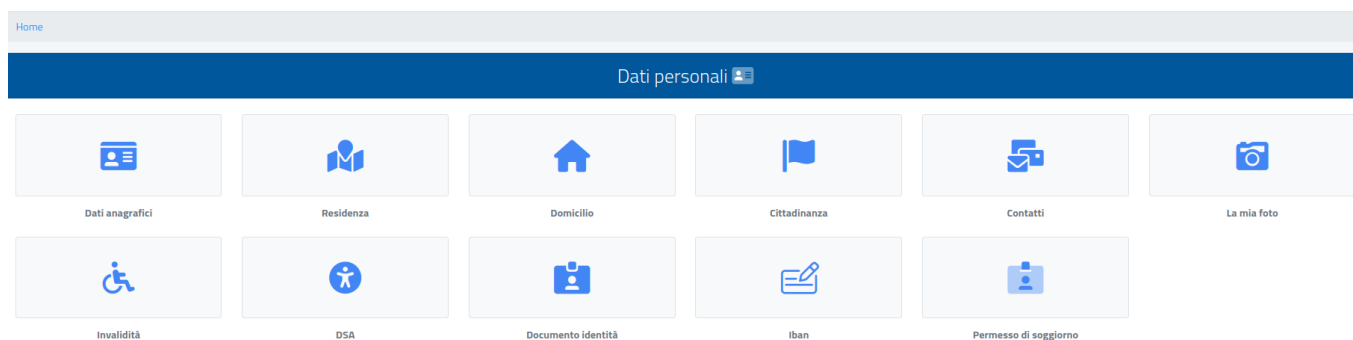 Home
Dati personali
Dati anagrafici
Residenza
Domicilio
Cittadinanza
Contatti
La mia foto
Invalidità
DSA
Documento identità
Iban
Permesso di soggiorno